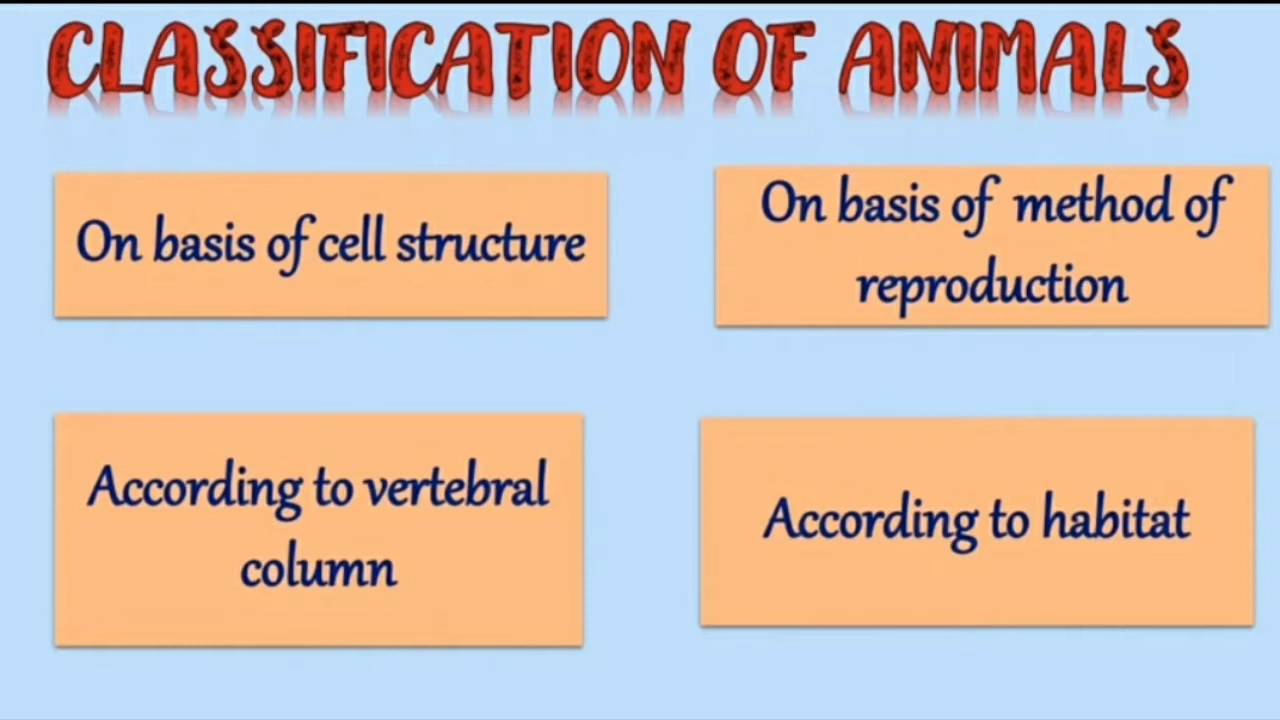 CLASSIFICATION OF ANIMALS
On basis of cell structure
On basis of method of
reproduction
According to vertebral
column
According to habitat